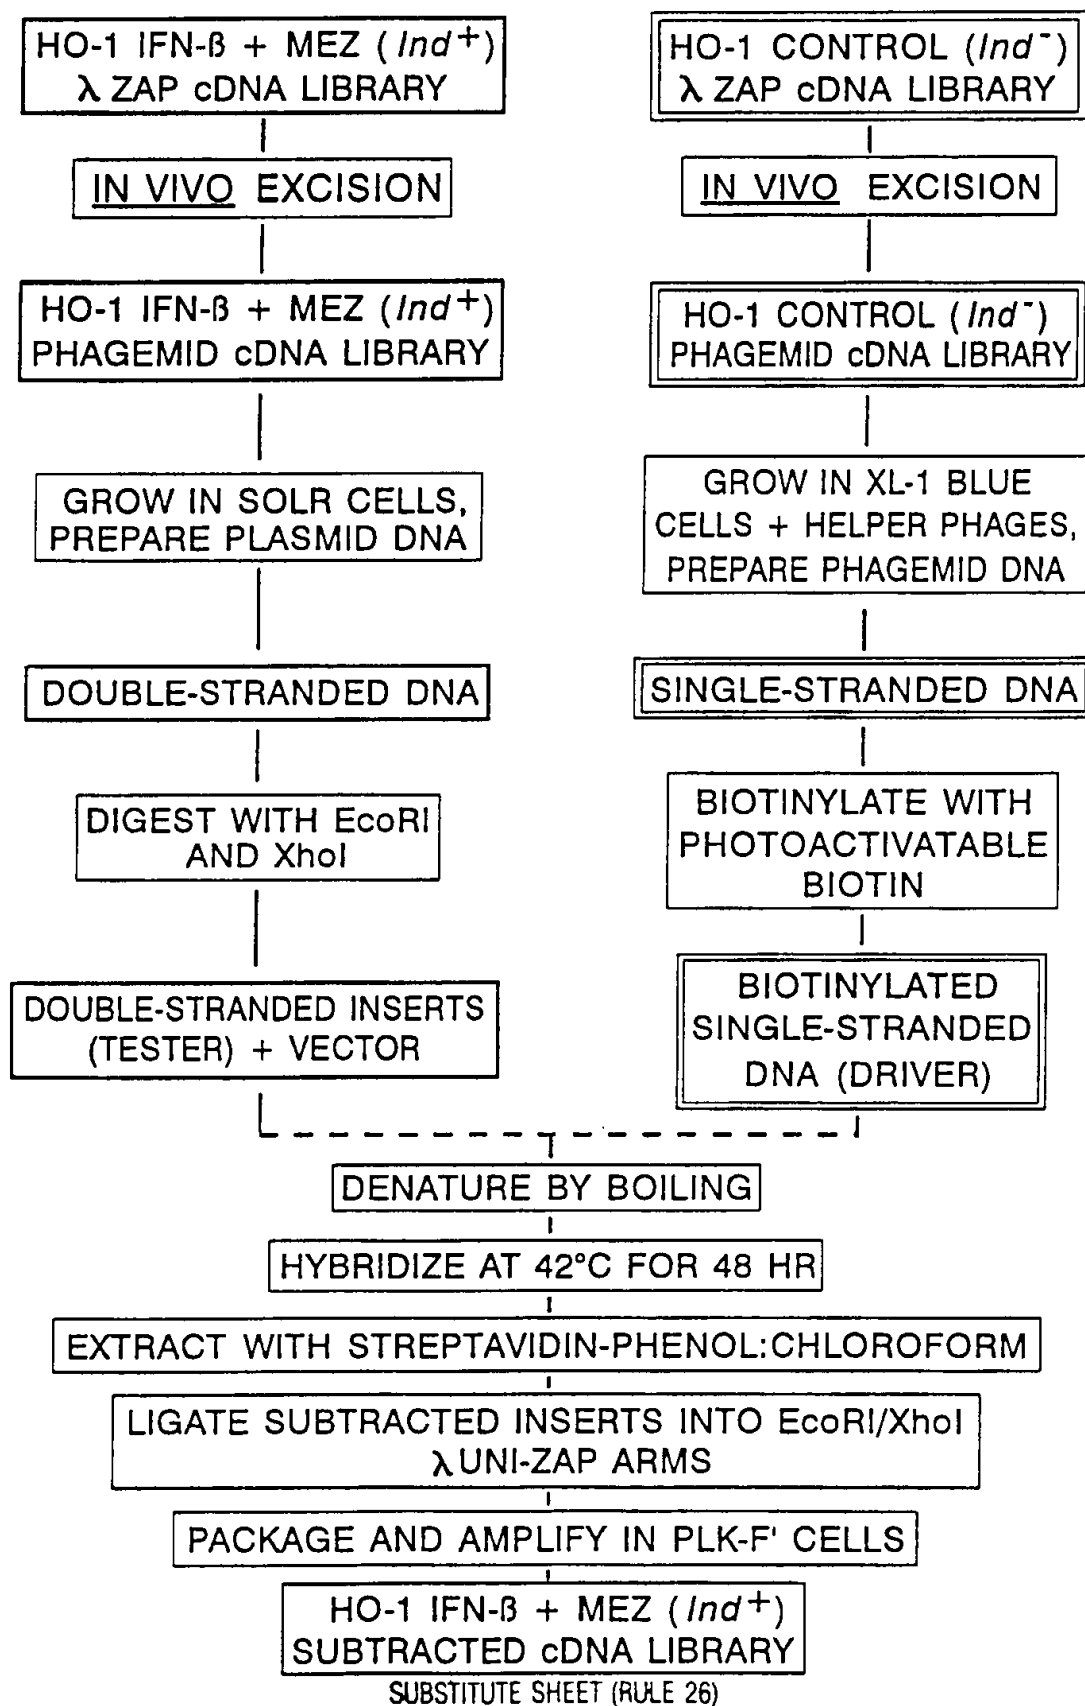 HO-1 IFN-ß + MEZ (Ind+)
λ ZAP cDNA LIBRARY
IN VIVO EXCISION
HO-1 IFN-ß + MEZ (Ind+)
PHAGEMID cDNA LIBRARY
GROW IN SOLR CELLS,
PREPARE PLASMID DNA
DOUBLE-STRANDED DNA
DIGEST WITH EcoRI
AND XhoI
DOUBLE-STRANDED INSERTS
(TESTER) + VECTOR
HO-1 CONTROL (Ind-)
λ ZAP cDNA LIBRARY
IN VIVO EXCISION
HO-1 CONTROL (Ind-)
PHAGEMID cDNA LIBRARY
GROW IN XL-1 BLUE
CELLS + HELPER PHAGES,
PREPARE PHAGEMID DNA
SINGLE-STRANDED DNA
BIOTINYLATE WITH
PHOTOACTIVATABLE
BIOTIN
BIOTINYLATED
SINGLE-STRANDED
DNA (DRIVER)
DENATURE BY BOILING
HYBRIDIZE AT 42°C FOR 48 HR
EXTRACT WITH STREPTAVIDIN-PHENOL:CHLOROFORM
LIGATE SUBTRACTED INSERTS INTO EcoRI/XhoI
λ UNI-ZAP ARMS
PACKAGE AND AMPLIFY IN PLK-F' CELLS
HO-1 IFN-ß + MEZ (Ind+)
SUBTRACTED cDNA LIBRARY
SUBSTITUTE SHEET (RULE 26)